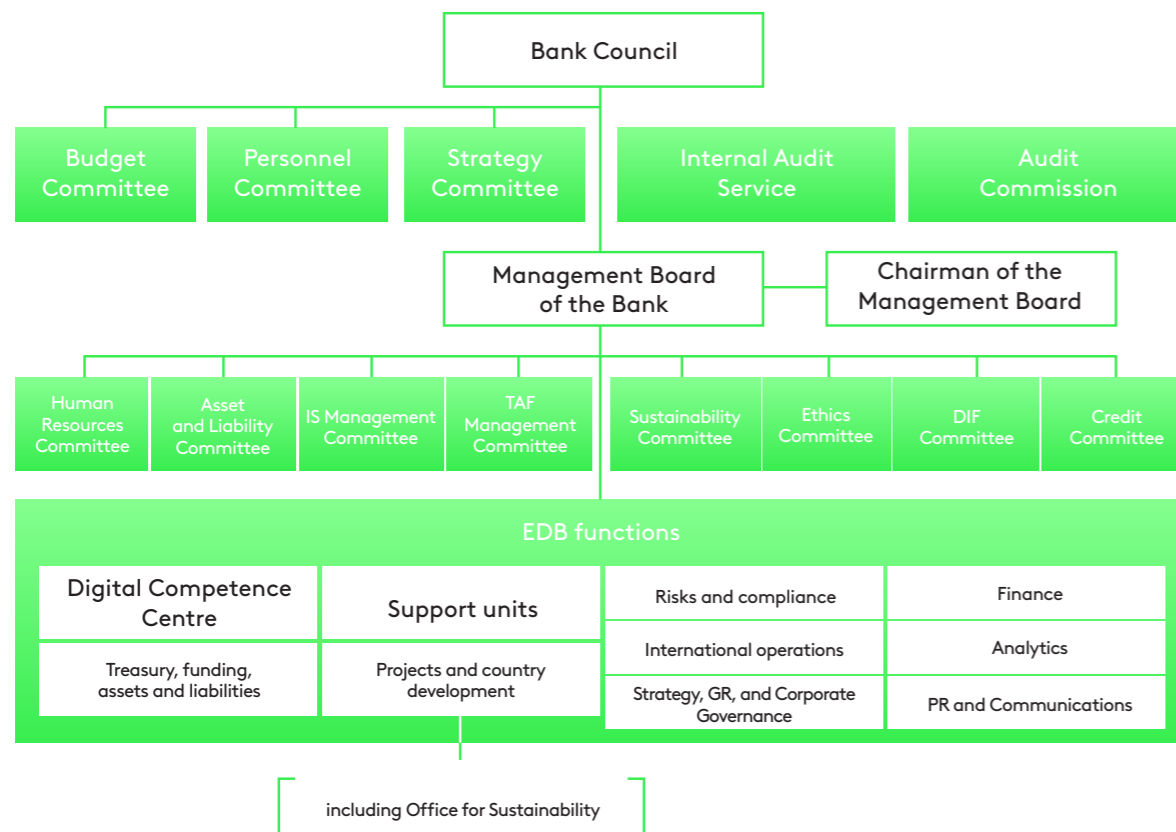 Bank Council
Budget
Committee
Personnel
Committee
Strategy
Committee
Internal Audit
Service
Audit
Commission
Management Board
of the Bank
Chairman of the
Management Board
Human
Resources
Committee
Asset
and Liability
Committee
IS Management
Committee
TAF
Management
Committee
Sustainability
Committee
Ethics
Committee
DIF
Committee
Credit
Committee
EDB functions
Digital Competence
Centre
Support units
Risks and compliance
Finance
Treasury, funding,
assets and liabilities
Projects and country
development
International operations
Analytics
Strategy, GR, and Corporate
Governance
PR and Communications
including Office for Sustainability